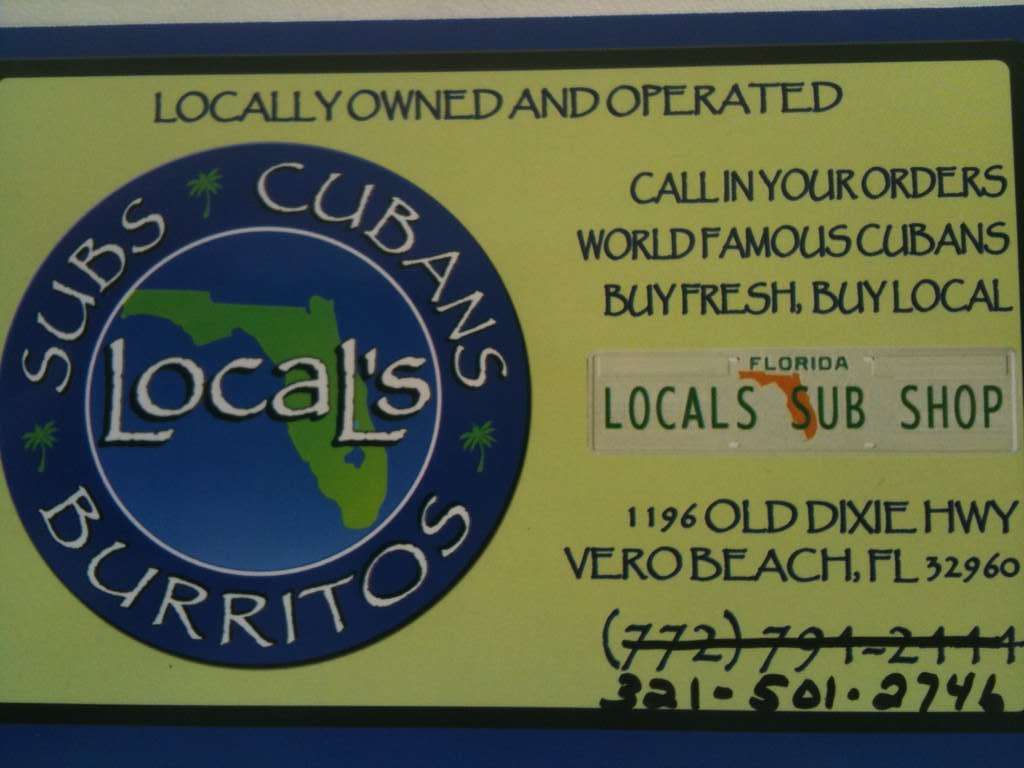 LOCALLY OWNED AND OPERATED
SUBS CUBANS
LOCAL'S
BURRITOS
CALL IN YOUR ORDERS
WORLD FAMOUS CUBANS
BUY FRESH, BUY LOCAL
FLORIDA
LOCALS SUB SHOP
1196 OLD DIXIE HWY
VERO BEACH, FL 32960
(772) 794-2444
321-501-2746